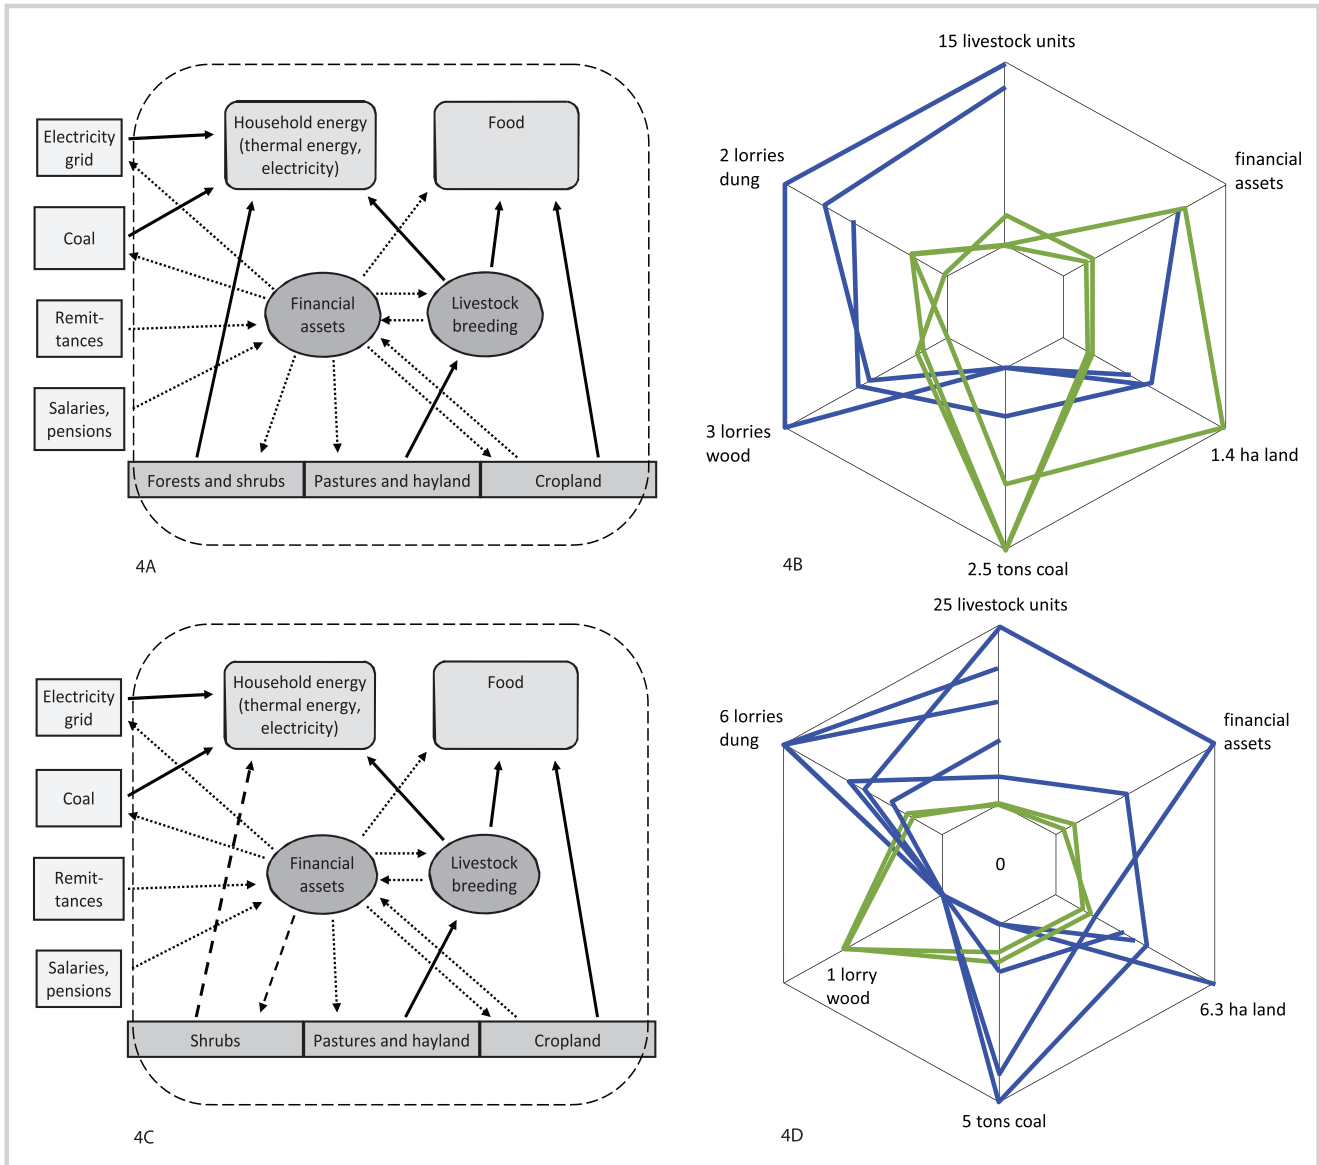 Electricity
grid
Coal
Remit-
tances
Salaries,
pensions
Household energy
(thermal energy,
electricity)
Food
Financial
assets
Livestock
breeding
Forests and shrubs
Pastures and hayland
Cropland
4A
15 livestock units
2 lorries
dung
financial
assets
3 lorries
wood
1.4 ha land
2.5 tons coal
4B
Electricity
grid
Coal
Remit-
tances
Salaries,
pensions
Household energy
(thermal energy,
electricity)
Food
Financial
assets
Livestock
breeding
Shrubs
Pastures and hayland
Cropland
4C
25 livestock units
6 lorries
dung
financial
assets
0
1 lorry
wood
6.3 ha land
5 tons coal
4D